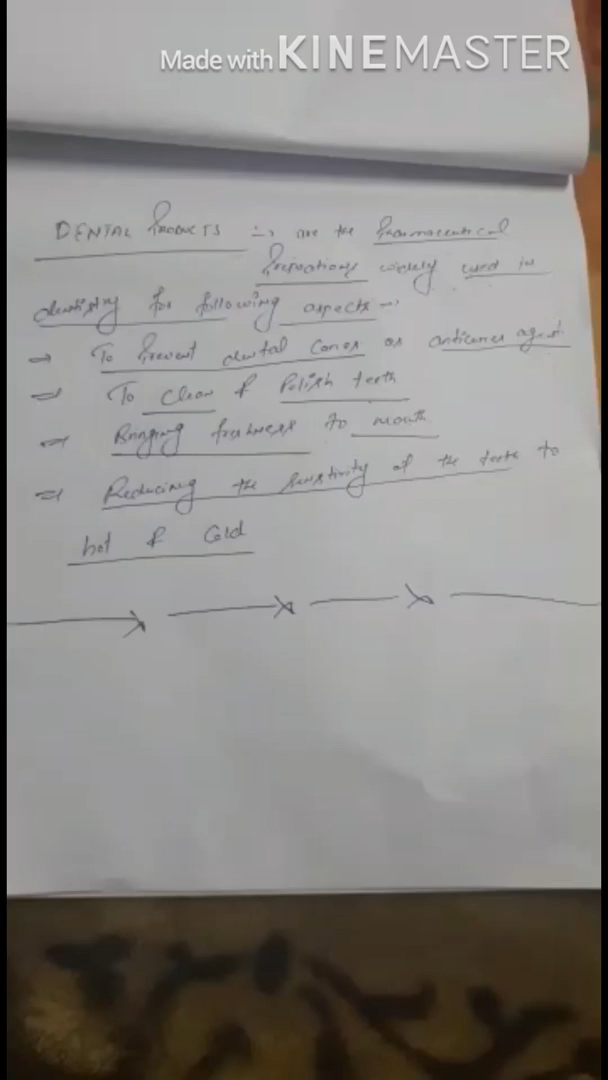 Made with KINEMASTER
DENTAL Products :-> are the Pharmaceutical
Preparations widely used in
dentistry for following aspects -
→ To Prevent dental Caries or anticaries agent.
→ To Clean & Polish teeth
→ Bringing freshness to mouth
→ Reducing the sensitivity of the teeth to
hot & Cold